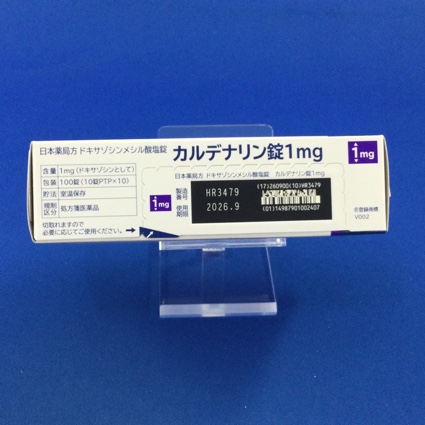 日本薬局方 ドキサゾシンメシル酸塩錠 カルデナリン錠1mg
1mg
含量 1mg(ドキサゾシンとして)
包装 100錠(10錠PTP×10)
貯法 室温保存
規制区分 処方箋医薬品
切取れますので
必要に応じてご使用ください。
1mg
日本薬局方 ドキサゾシンメシル酸塩錠 カルデナリン錠1mg
製造番号 HR3479
使用期限 2026.9
(17)260900(10)HR3479
(01)14987901002407
®登録商標
V002